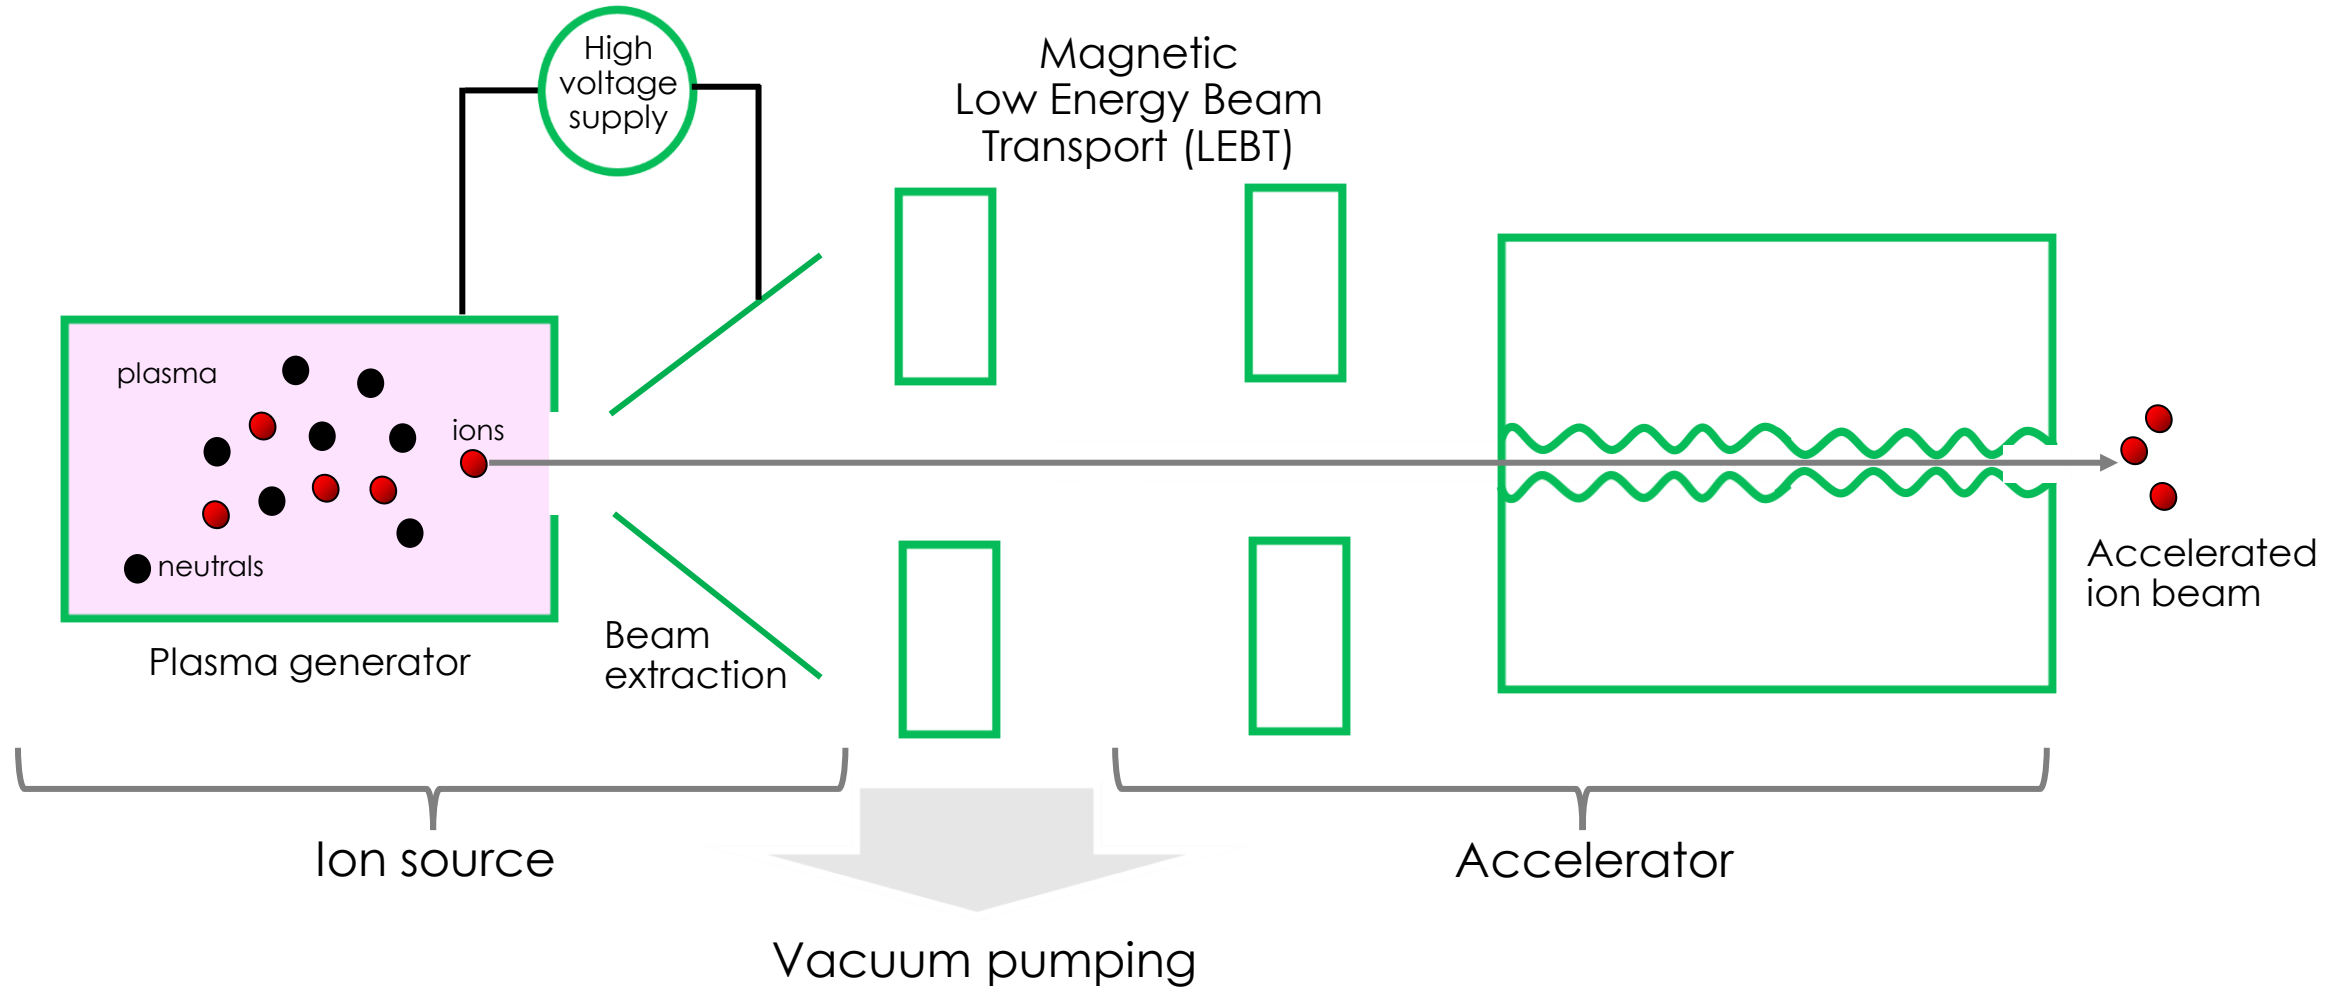 High
voltage
supply
Magnetic
Low Energy Beam
Transport (LEBT)
plasma
ions
neutrals
Plasma generator
Beam
extraction
Accelerated
ion beam
Ion source
Accelerator
Vacuum pumping